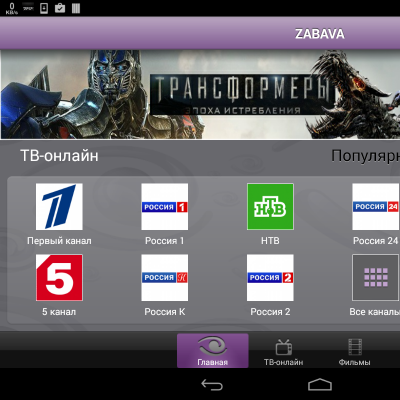 0
KB/s
ZABAVA
ТРАНСФОРМЕРЫ
ЭПОХА ИСТРЕБЛЕНИЯ
ТВ-онлайн
Популярн
1
РОССИЯ 1
НТВ
РОССИЯ 24
Первый канал
Россия 1
НТВ
Россия 24
5
РОССИЯ К
РОССИЯ 2
5 канал
Россия К
Россия 2
Все каналы
Главная
ТВ-онлайн
Фильмы